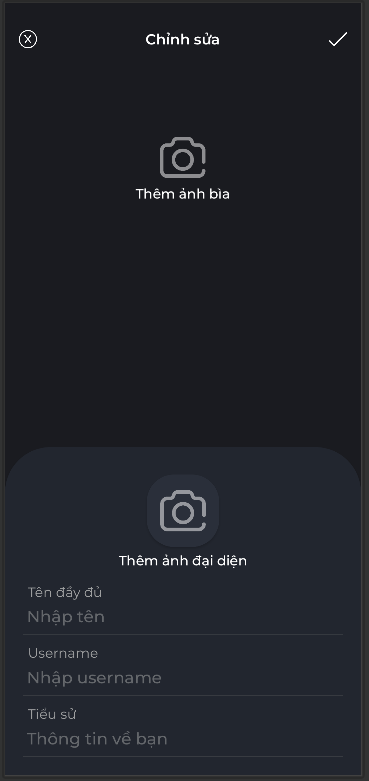 Chỉnh sửa
Thêm ảnh bìa
Thêm ảnh đại diện
Tên đầy đủ
Nhập tên
Username
Nhập username
Tiểu sử
Thông tin về bạn